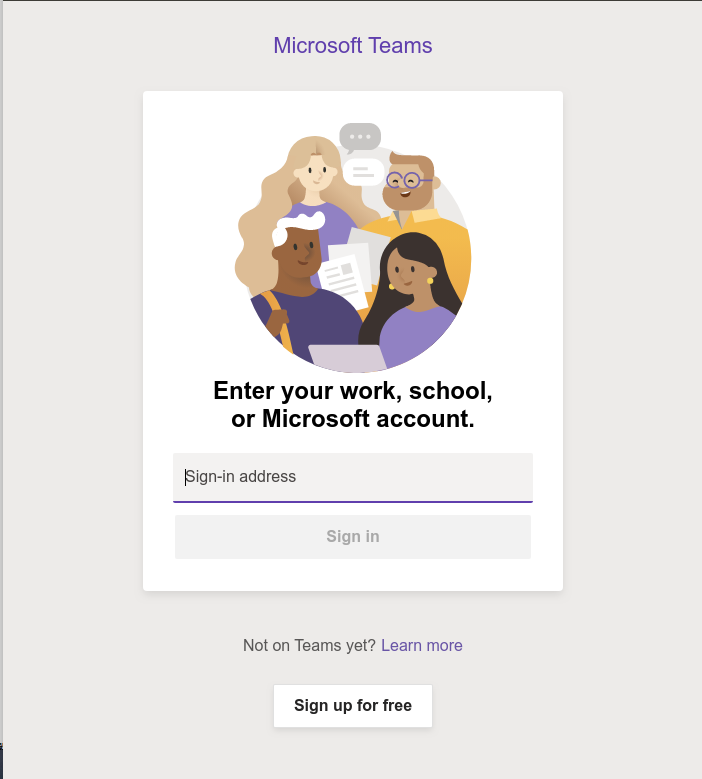 Microsoft Teams
Enter your work, school,
or Microsoft account.
Sign-in address
Sign in
Not on Teams yet? Learn more
Sign up for free